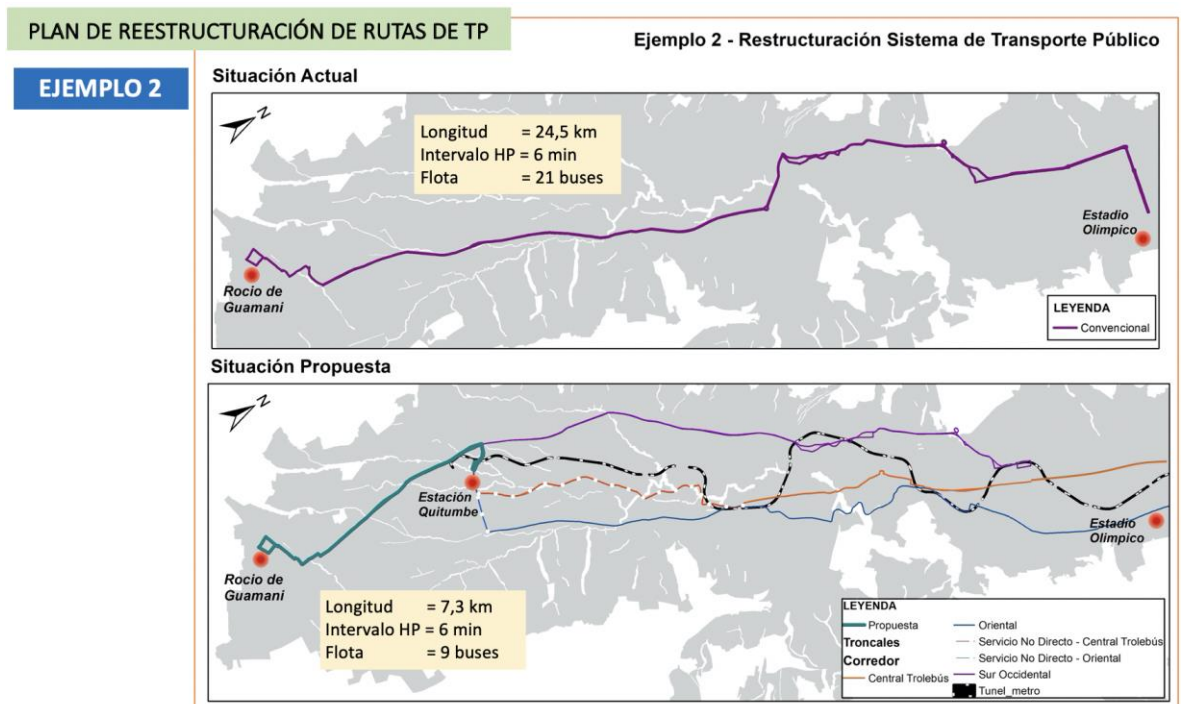 PLAN DE REESTRUCTURACIÓN DE RUTAS DE TP
Ejemplo 2 - Restructuración Sistema de Transporte Público
EJEMPLO 2
Situación Actual
N
Longitud = 24,5 km
Intervalo HP = 6 min
Flota = 21 buses
Estadio
Olimpico
Rocio de
Guamani
LEYENDA
Convencional
Situación Propuesta
N
Estación
Quitumbe
Estadio
Olimpico
Rocio de
Guamani
Longitud = 7,3 km
Intervalo HP = 6 min
Flota = 9 buses
LEYENDA
Propuesta
Troncales
Corredor
Central Trolebús
Oriental
Servicio No Directo - Central Trolebús
Servicio No Directo - Oriental
Sur Occidental
Tunel_metro